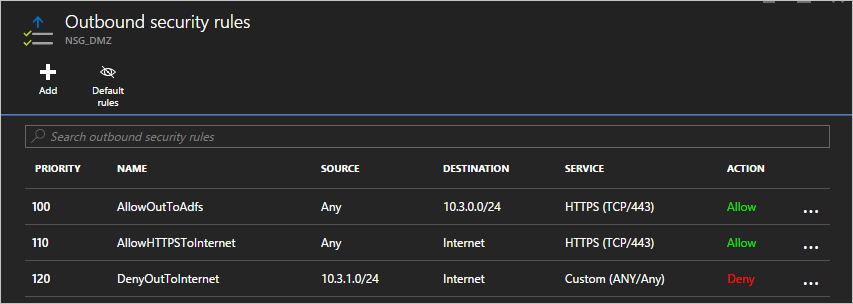 Outbound security rules
NSG_DMZ
Add
Default
rules
Search outbound security rules
PRIORITY NAME SOURCE DESTINATION SERVICE ACTION
100 AllowOutToAdfs Any 10.3.0.0/24 HTTPS (TCP/443) Allow ...
110 AllowHTTPSToInternet Any Internet HTTPS (TCP/443) Allow ...
120 DenyOutToInternet 10.3.1.0/24 Internet Custom (ANY/Any) Deny ...